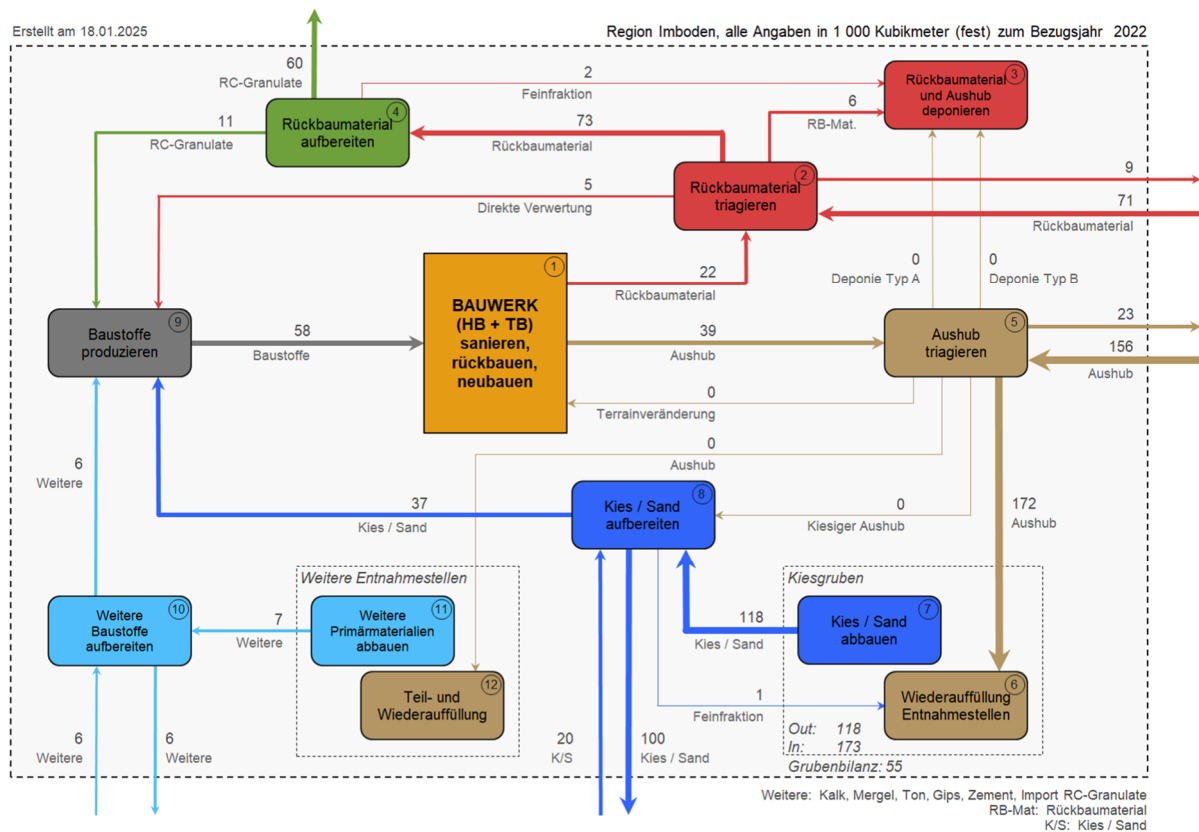 Erstellt am 18.01.2025
Region Imboden, alle Angaben in 1 000 Kubikmeter (fest) zum Bezugsjahr 2022
60
RC-Granulate
2
Feinfraktion
3
Rückbaumaterial
und Aushub
deponieren
4
Rückbaumaterial
aufbereiten
11
RC-Granulate
73
Rückbaumaterial
6
RB-Mat.
2
Rückbaumaterial
triagieren
9
71
Rückbaumaterial
5
Direkte Verwertung
22
Rückbaumaterial
0
Deponie Typ A
0
Deponie Typ B
1
BAUWERK
(HB + TB)
sanieren,
rückbauen,
neubauen
9
Baustoffe
produzieren
58
Baustoffe
39
Aushub
5
Aushub
triagieren
23
156
Aushub
0
Terrainveränderung
0
Aushub
6
Weitere
37
Kies / Sand
8
Kies / Sand
aufbereiten
0
Kiesiger Aushub
172
Aushub
Weitere Entnahmestellen
Kiesgruben
10
Weitere
Baustoffe
aufbereiten
7
Weitere
11
Weitere
Primärmaterialien
abbauen
118
Kies / Sand
7
Kies / Sand
abbauen
12
Teil- und
Wiederauffüllung
1
Feinfraktion
6
Wiederauffüllung
Entnahmestellen
6
Weitere
6
Weitere
20
K/S
100
Kies / Sand
Out: 118
In: 173
Grubenbilanz: 55
Weitere: Kalk, Mergel, Ton, Gips, Zement, Import RC-Granulate
RB-Mat: Rückbaumaterial
K/S: Kies / Sand